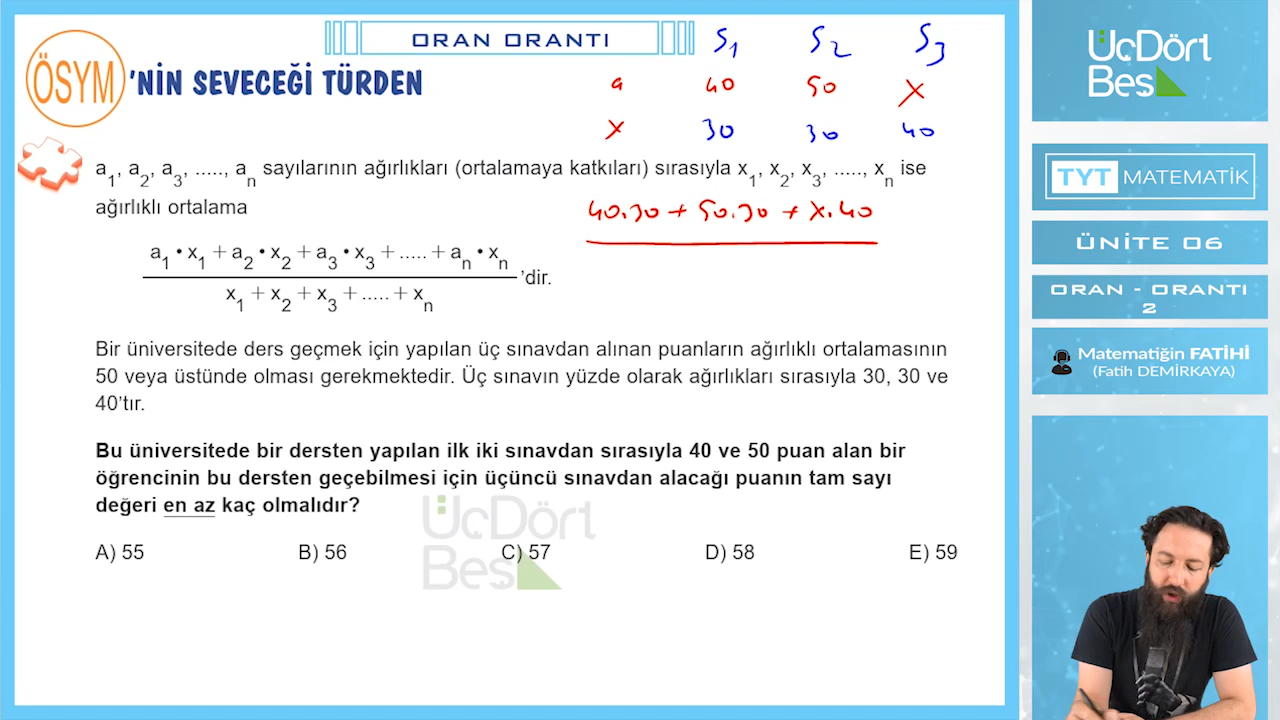 ORAN ORANTI
ÖSYM'NİN SEVECEĞİ TÜRDEN
S1 S2 S3
a 40 50 x
x 30 30 40
a1, a2, a3, ....., an sayılarının ağırlıkları (ortalamaya katkıları) sırasıyla x1, x2, x3, ....., xn ise
ağırlıklı ortalama
40.30 + 50.30 + x.40
a1 • x1 + a2 • x2 + a3 • x3 + ..... + an • xn
x1 + x2 + x3 + ..... + xn
'dir.
Bir üniversitede ders geçmek için yapılan üç sınavdan alınan puanların ağırlıklı ortalamasının
50 veya üstünde olması gerekmektedir. Üç sınavın yüzde olarak ağırlıkları sırasıyla 30, 30 ve
40'tır.
Bu üniversitede bir dersten yapılan ilk iki sınavdan sırasıyla 40 ve 50 puan alan bir
öğrencinin bu dersten geçebilmesi için üçüncü sınavdan alacağı puanın tam sayı
değeri en az kaç olmalıdır?
A) 55 B) 56 C) 57 D) 58 E) 59
ÜçDört
Beş
ÜçDört
Beş
TYT MATEMATİK
ÜNİTE 06
ORAN - ORANTI
2
Matematiğin FATİHİ
(Fatih DEMİRKAYA)